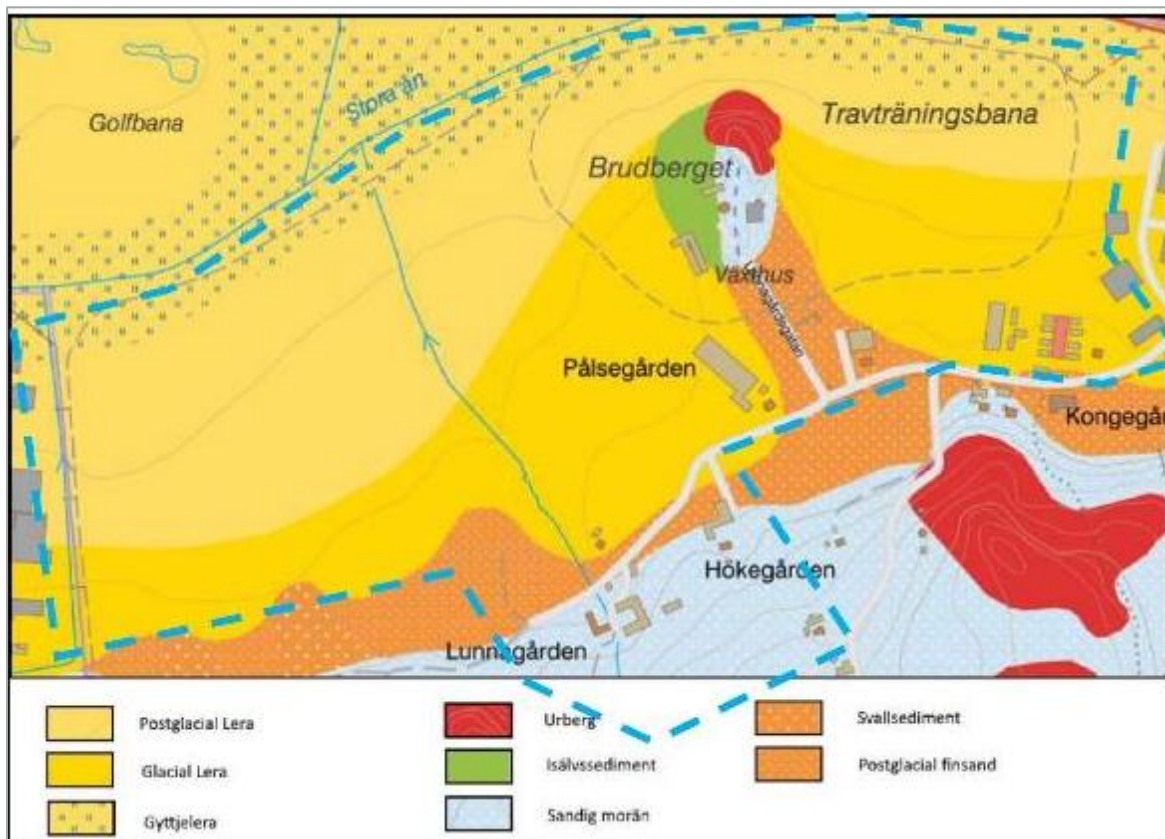 Golfbana
Stora ån
Travträningsbana
Brudberget
Växthus
Pålsegården
Kongegår
Hökegården
Lunnagården
Postglacial Lera
Urberg
Svallsediment
Glacial Lera
Isälvssediment
Postglacial finsand
Gyttjelera
Sandig morän